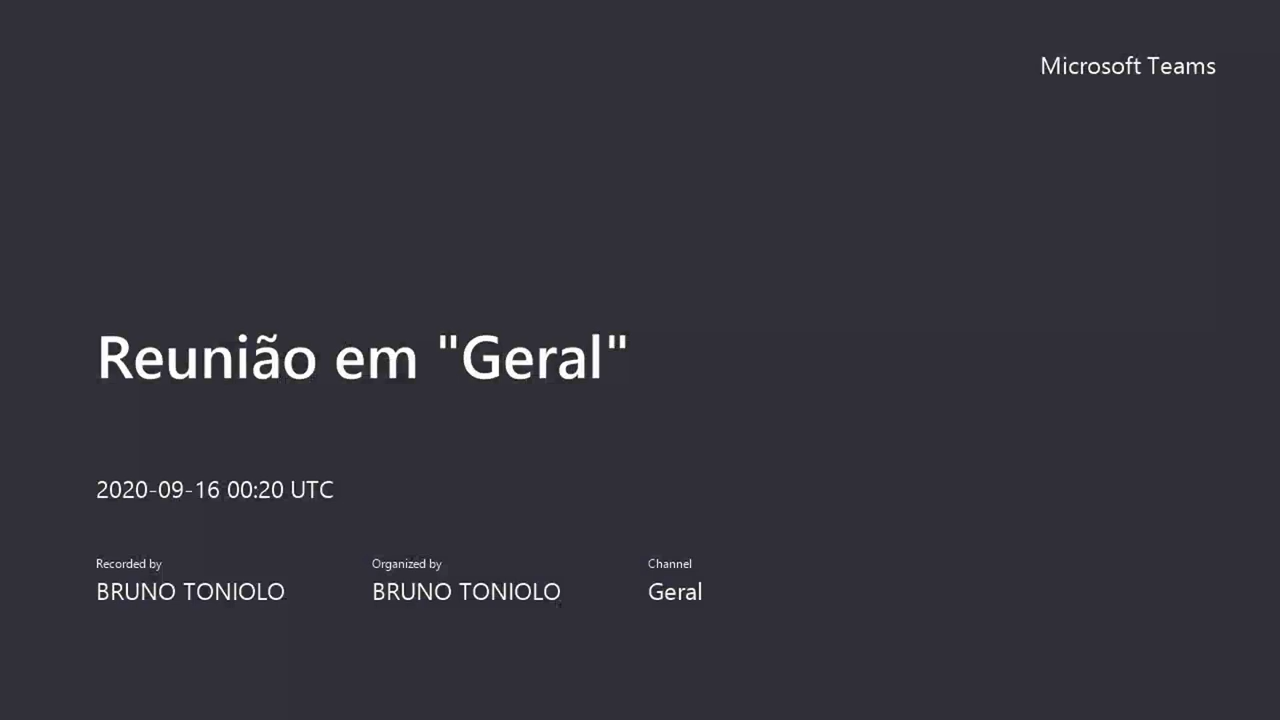 Microsoft Teams
Reunião em "Geral"
2020-09-16 00:20 UTC
Recorded by
BRUNO TONIOLO
Organized by
BRUNO TONIOLO
Channel
Geral